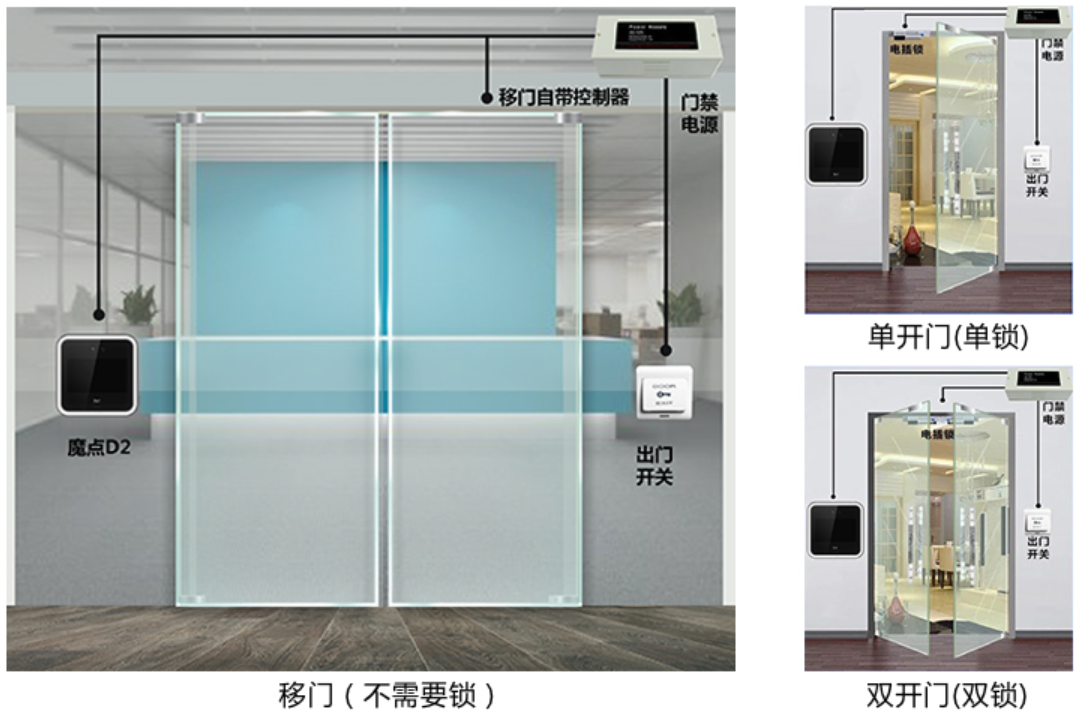 移门自带控制器
门禁
电源
魔点D2
DOOR
EXIT
出门
开关
移门（不需要锁）
电插锁
门禁
电源
出门
开关
单开门(单锁)
电插锁
门禁
电源
出门
开关
双开门(双锁)